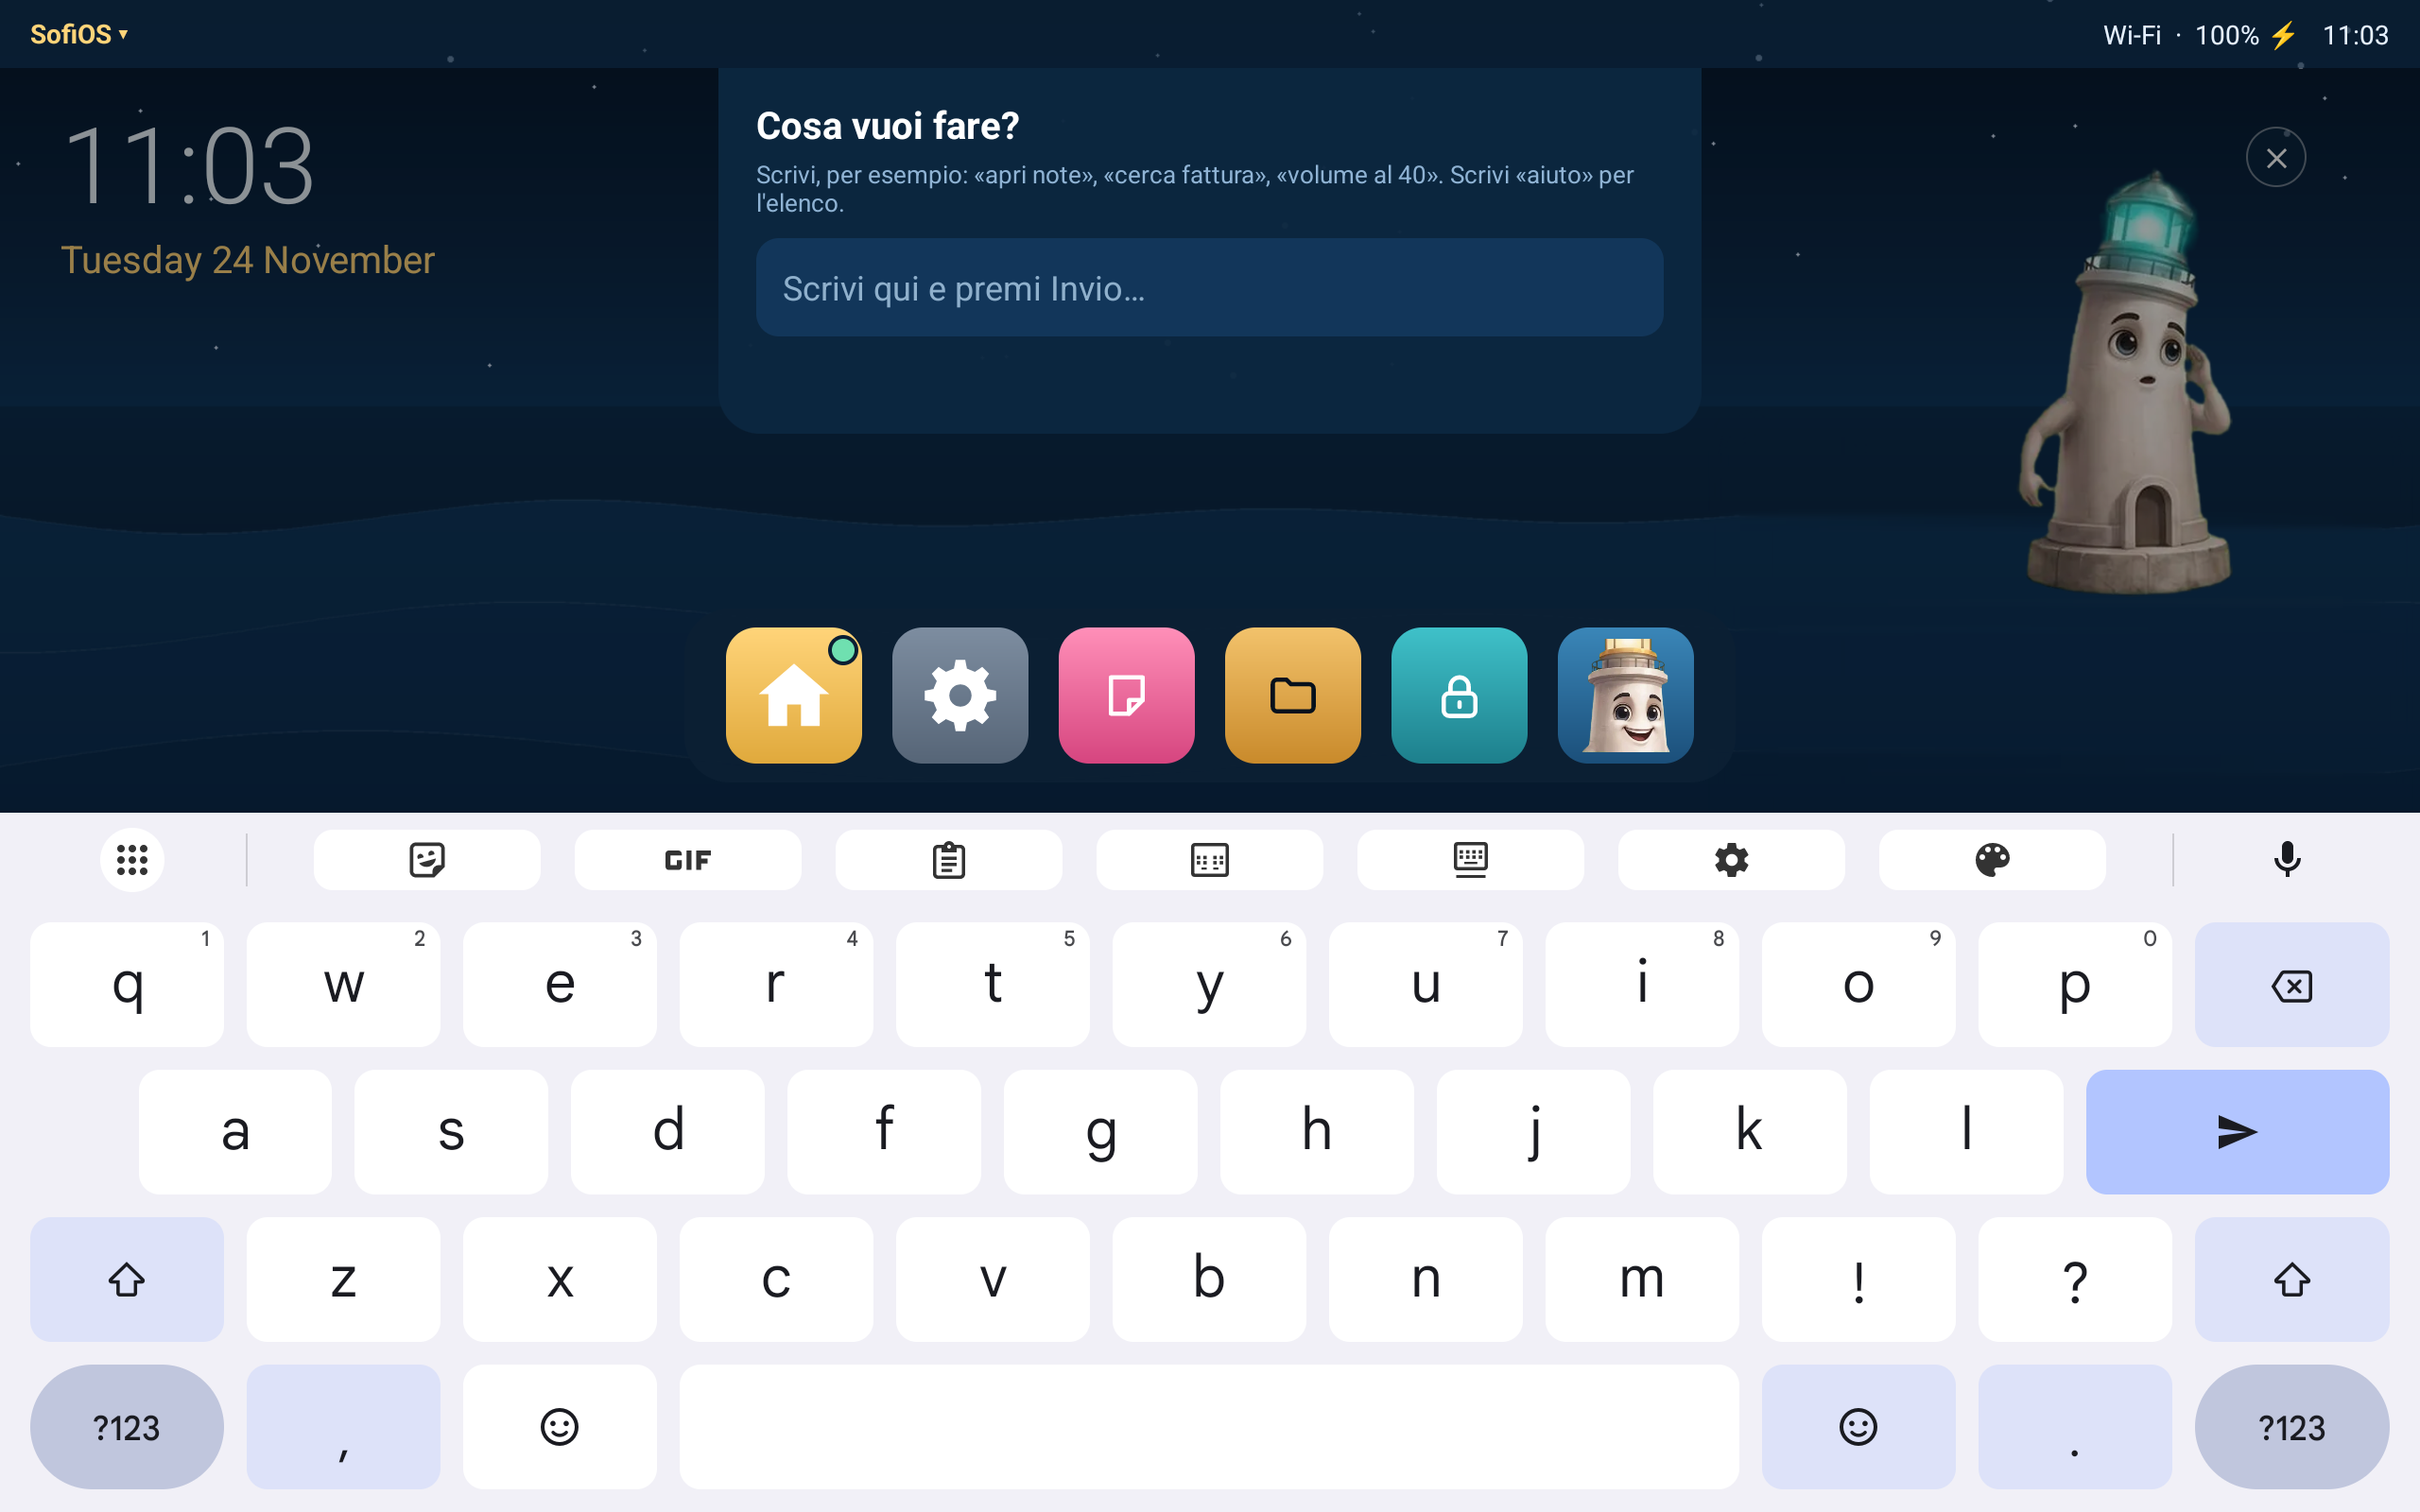 SofiOS ▾
Wi-Fi · 100% ⚡ 11:03
11:03
Tuesday 24 November
Cosa vuoi fare?
Scrivi, per esempio: «apri note», «cerca fattura», «volume al 40». Scrivi «aiuto» per
l'elenco.
Scrivi qui e premi Invio...
GIF
q 1 w 2 e 3 r 4 t 5 y 6 u 7 i 8 o 9 p 0
a s d f g h j k l
z x c v b n m ! ?
?123 , . ?123